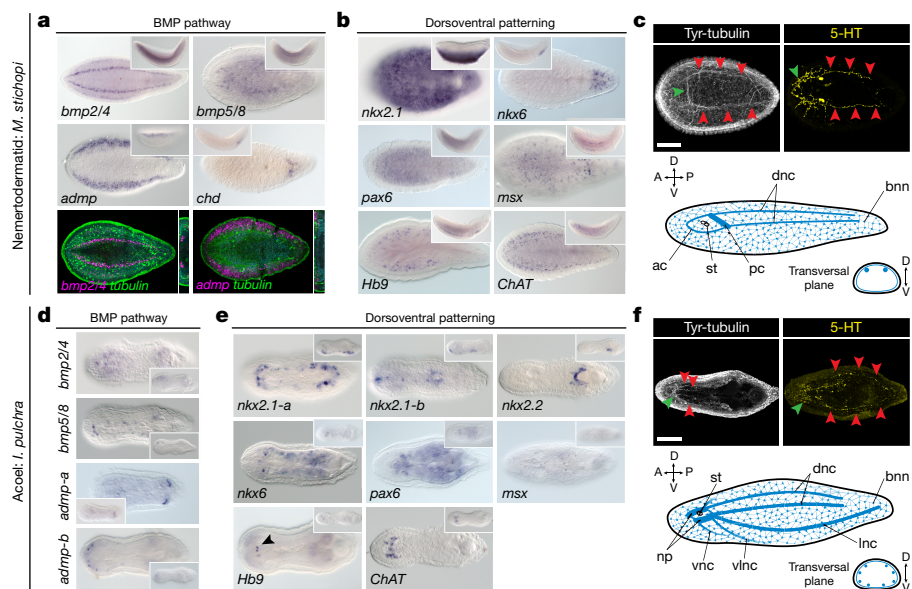 a
BMP pathway
Nemertodermatid: M. stichopi
bmp2/4
bmp5/8
admp
chd
bmp2/4 tubulin
admp tubulin
b
Dorsoventral patterning
nkx2.1
nkx6
pax6
msx
Hb9
ChAT
c
Tyr-tubulin
5-HT
D
A P
V
dnc
bnn
ac
st
pc
Transversal
plane
D
V
d
BMP pathway
Acoel: I. pulchra
bmp2/4
bmp5/8
admp-a
admp-b
e
Dorsoventral patterning
nkx2.1-a
nkx2.1-b
nkx2.2
nkx6
pax6
msx
Hb9
ChAT
f
Tyr-tubulin
5-HT
D
A P
V
st
dnc
bnn
np
vnc
vlnc
lnc
Transversal
plane
D
V